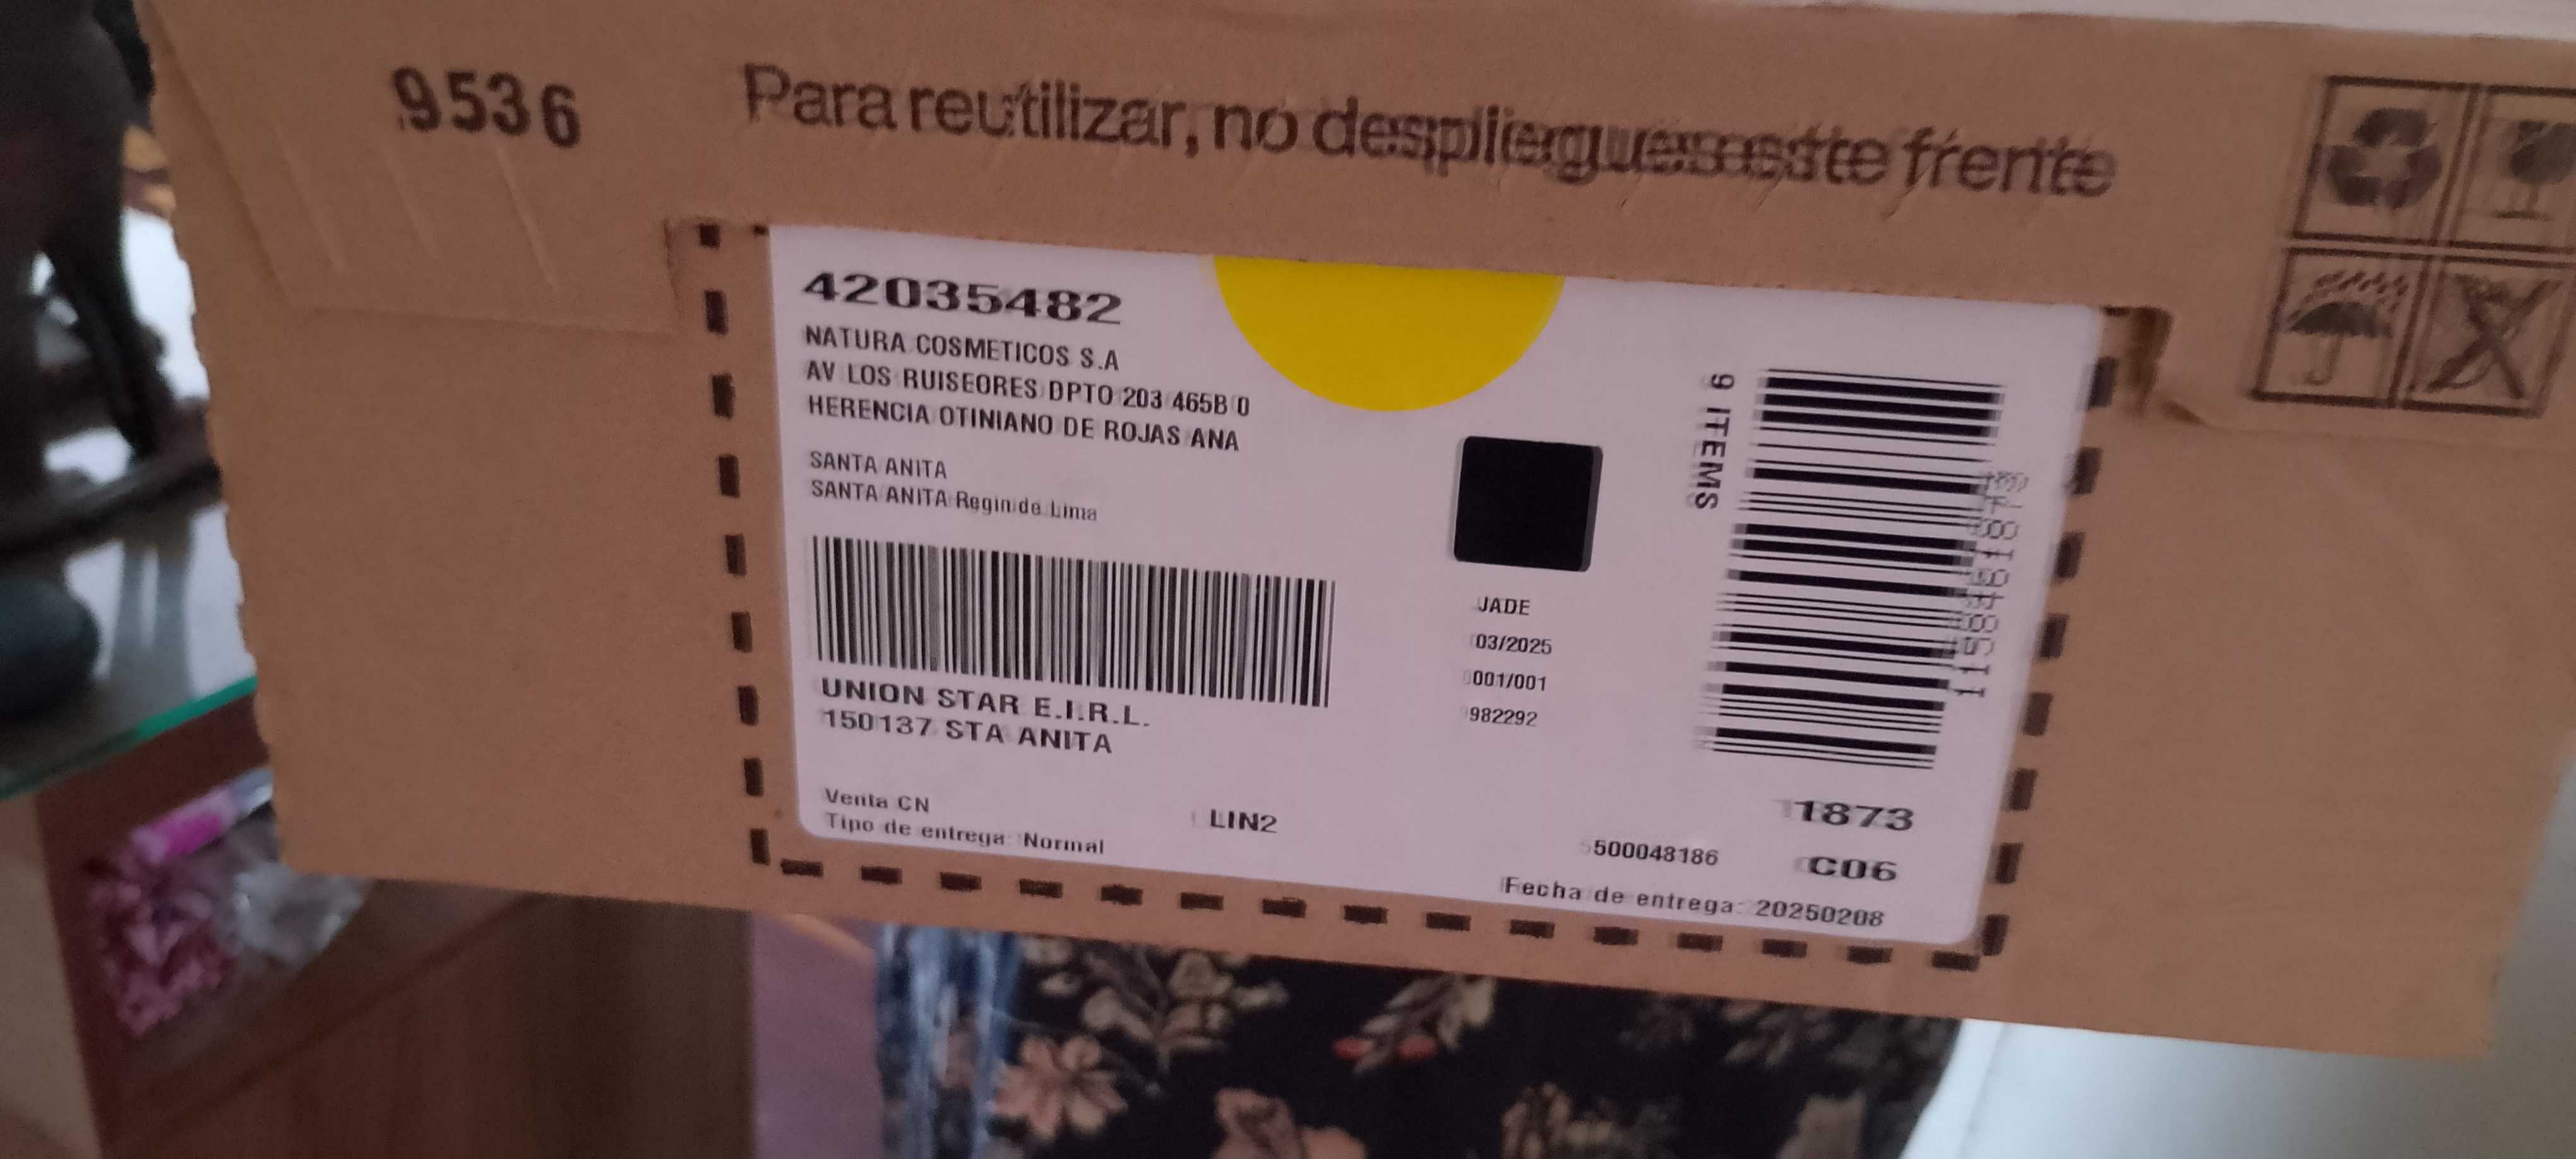 9536
Para reutilizar, no despliegues este frente
42035482
NATURA COSMETICOS S.A
AV LOS RUISEORES DPTO 203 465B 0
HERENCIA OTINIANO DE ROJAS ANA
SANTA ANITA
SANTA ANITA Regin de Lima
UNION STAR E.I.R.L.
150137 STA ANITA
Venta CN
Tipo de entrega: Normal
LIN2
JADE
03/2025
001/001
982292
9 ITEMS
1873
500048186
C06
Fecha de entrega: 20250208